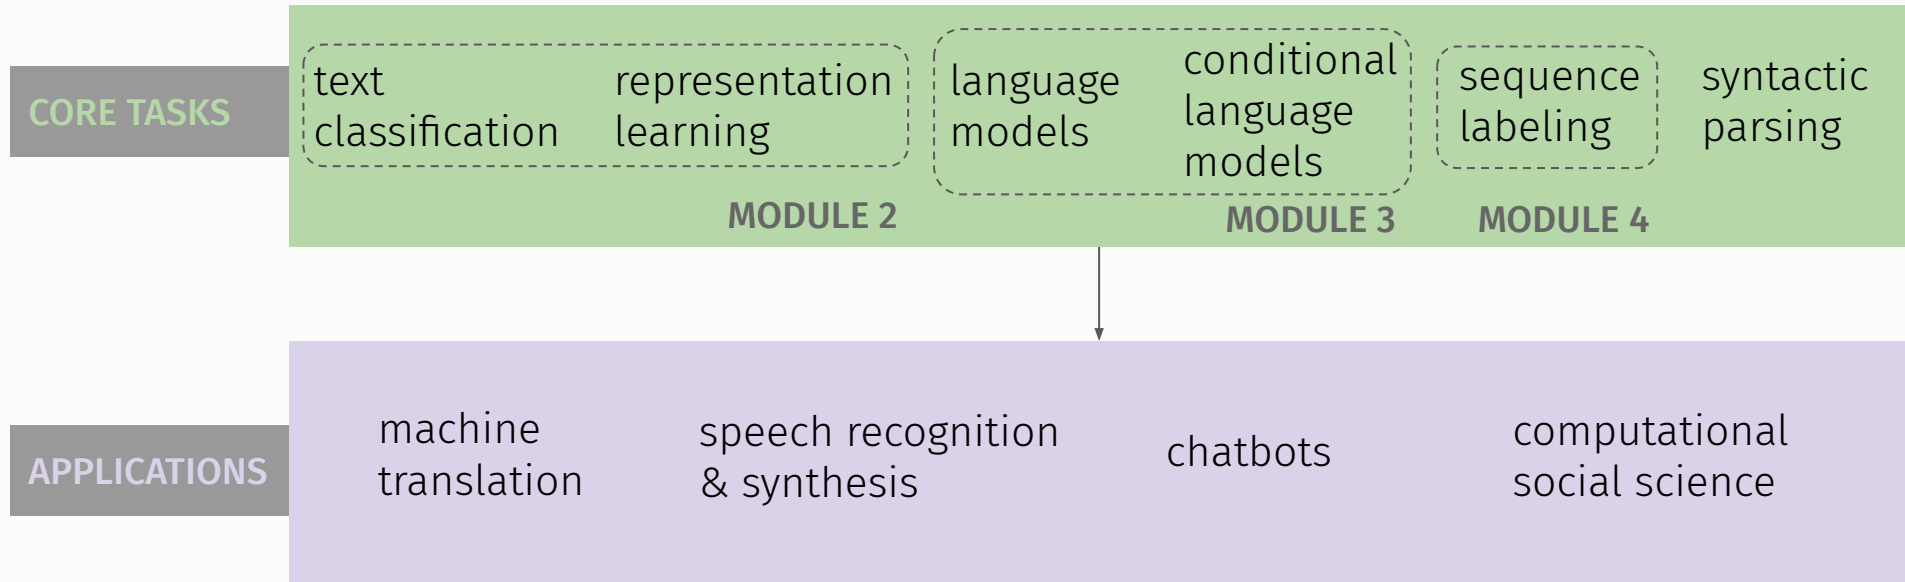 CORE TASKS
text
classification
representation
learning
language
models
conditional
language
models
sequence
labeling
syntactic
parsing
MODULE 2
MODULE 3
MODULE 4
APPLICATIONS
machine
translation
speech recognition
& synthesis
chatbots
computational
social science